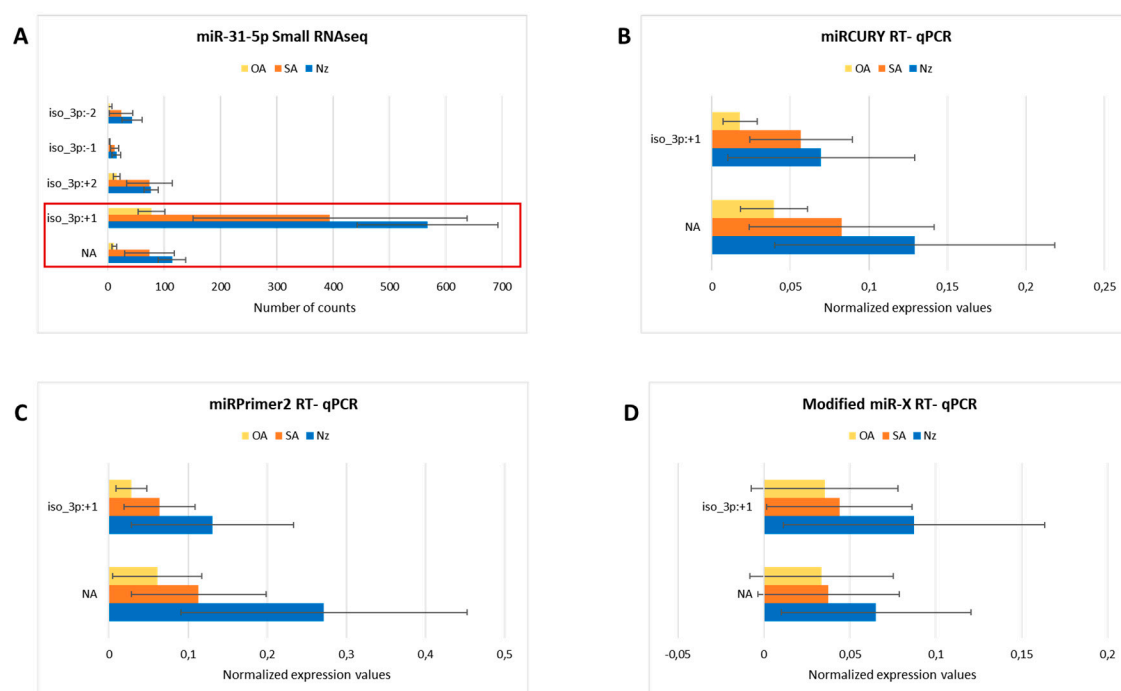 A
miR-31-5p Small RNAseq
OA SA Nz
iso_3p:-2
iso_3p:-1
iso_3p:+2
iso_3p:+1
NA
0 100 200 300 400 500 600 700
Number of counts
B
miRCURY RT- qPCR
OA SA Nz
iso_3p:+1
NA
0 0,05 0,1 0,15 0,2 0,25
Normalized expression values
C
miRPrimer2 RT- qPCR
OA SA Nz
iso_3p:+1
NA
0 0,1 0,2 0,3 0,4 0,5
Normalized expression values
D
Modified miR-X RT- qPCR
OA SA Nz
iso_3p:+1
NA
-0,05 0 0,05 0,1 0,15 0,2
Normalized expression values